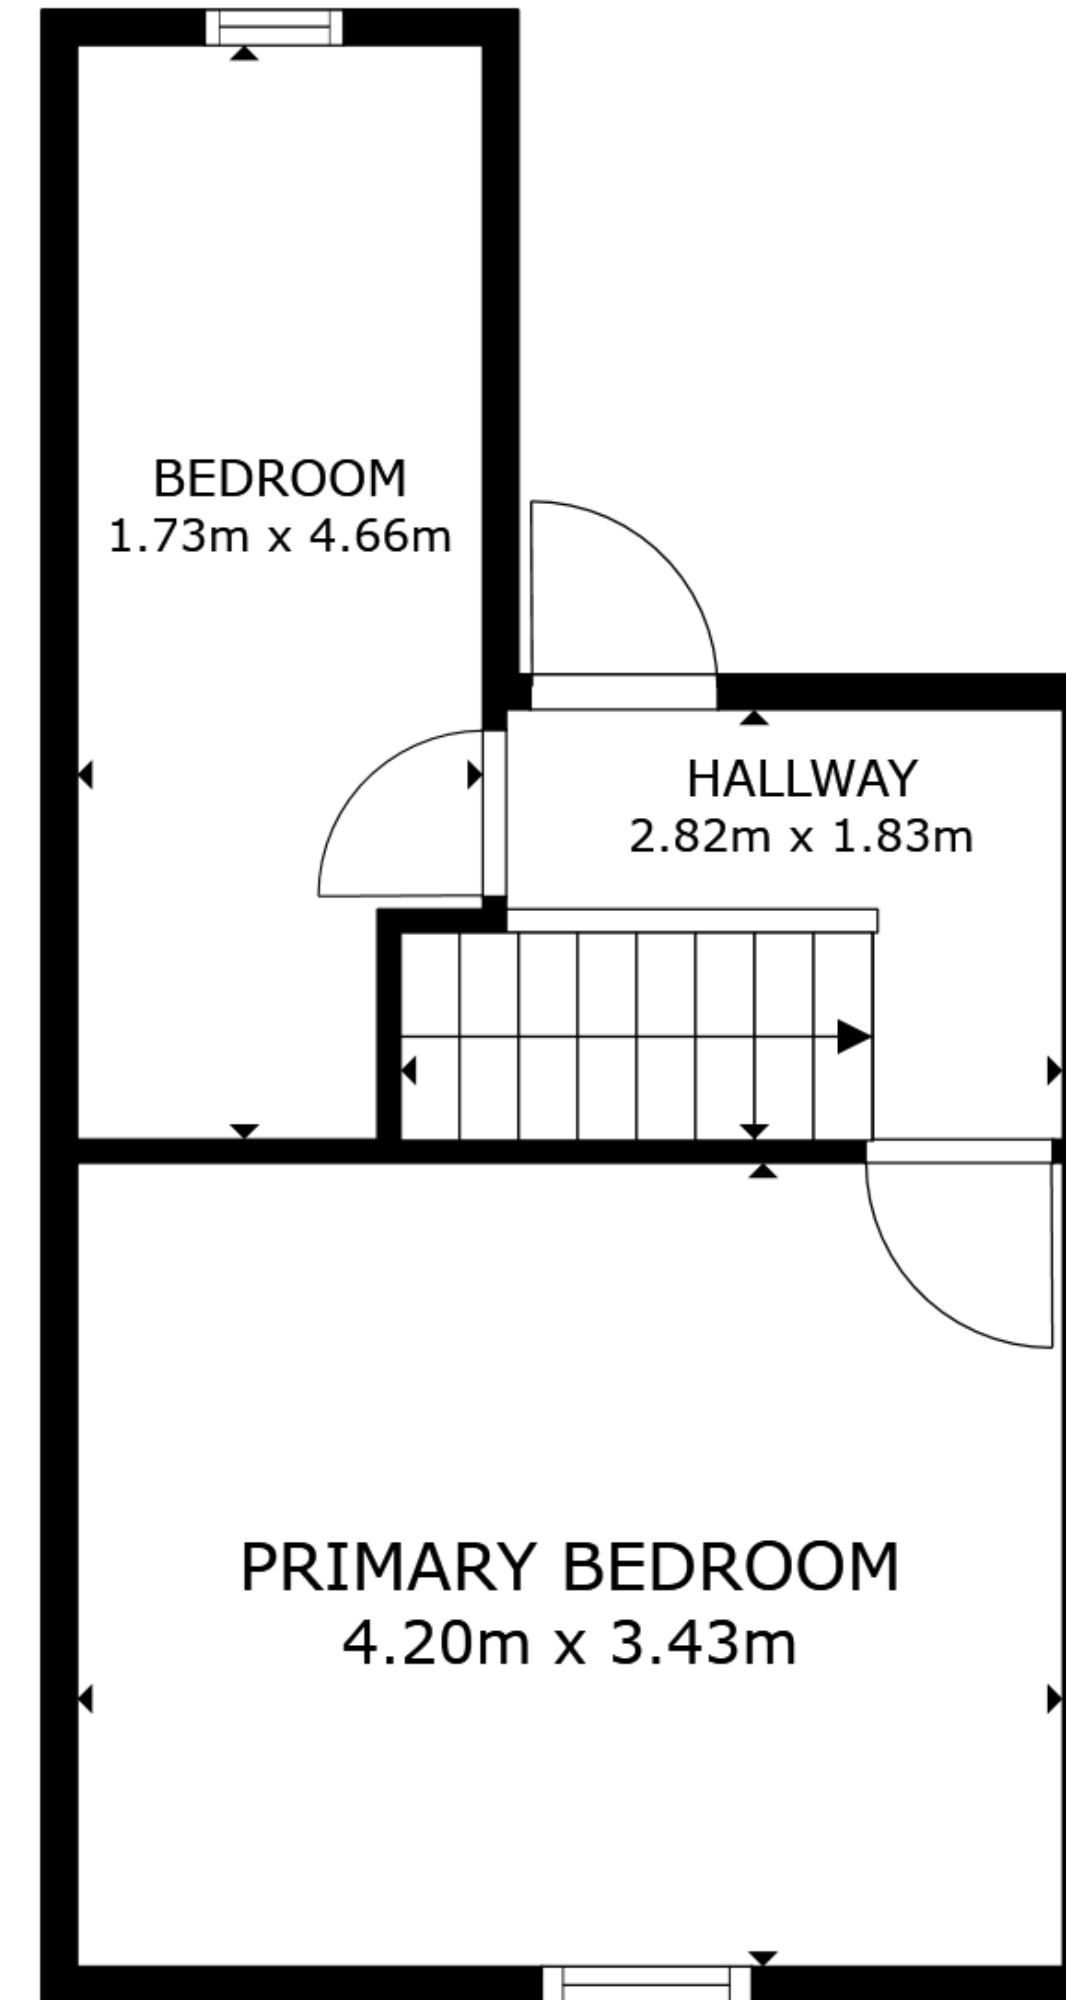 BEDROOM
1.73m x 4.66m
HALLWAY
2.82m x 1.83m
PRIMARY BEDROOM
4.20m x 3.43m